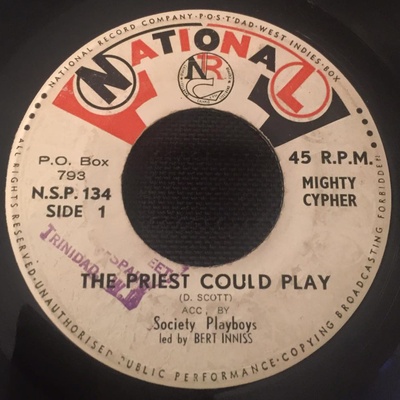 NATIONAL RECORD COMPANY-P-O-S-T'DAD-WEST INDIES-BOX
NATIONAL
NR
P.O. Box
793
N.S.P. 134
SIDE 1
45 R.P.M.
MIGHTY
CYPHER
THE PRIEST COULD PLAY
(D. SCOTT)
ACC. BY
Society Playboys
led by BERT INNISS
ALL RIGHTS RESERVED-UNAUTHORISED PUBLIC PERFORMANCE-COPYING BROADCASTING FORBIDDEN
TRINIDAD